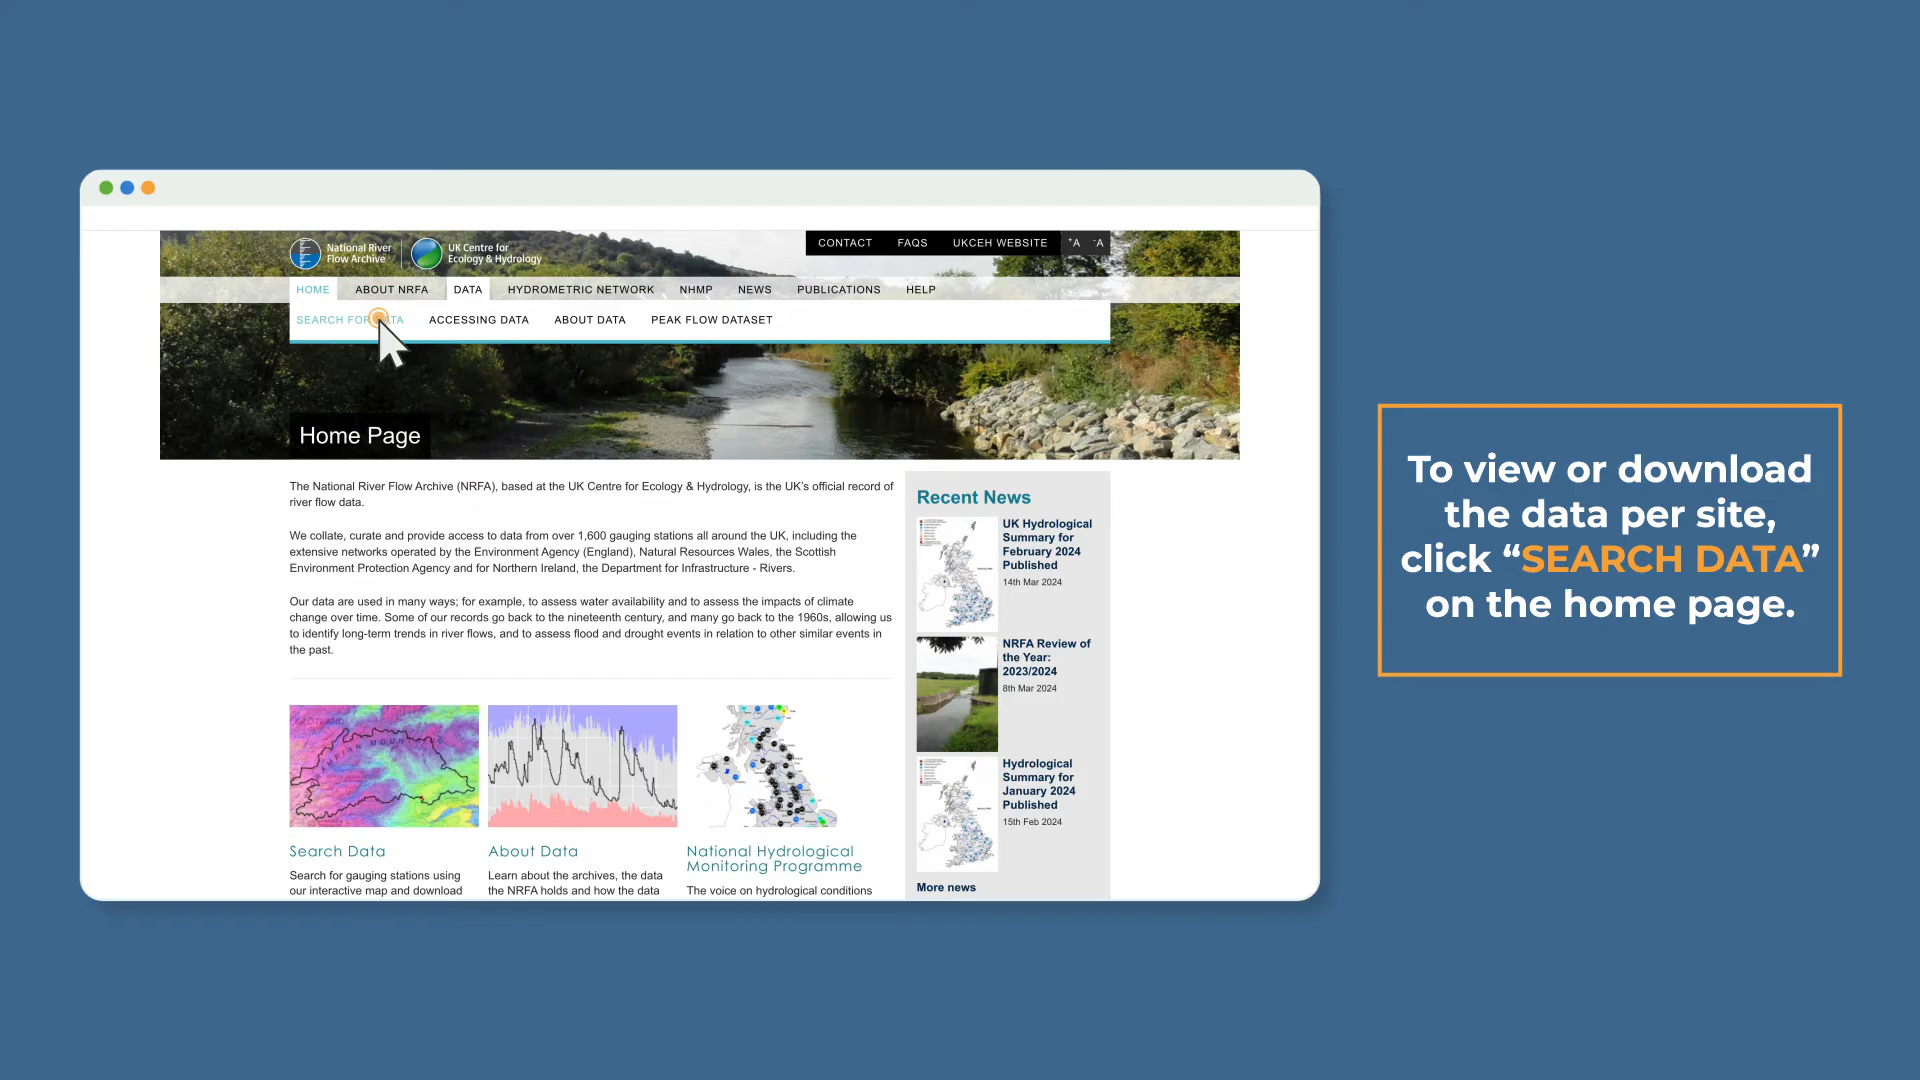 National River
Flow Archive
UK Centre for
Ecology & Hydrology
CONTACT FAQS UKCEH WEBSITE +A -A
HOME ABOUT NRFA DATA HYDROMETRIC NETWORK NHMP NEWS PUBLICATIONS HELP
SEARCH FOR DATA ACCESSING DATA ABOUT DATA PEAK FLOW DATASET
Home Page
The National River Flow Archive (NRFA), based at the UK Centre for Ecology & Hydrology, is the UK's official record of
river flow data.
We collate, curate and provide access to data from over 1,600 gauging stations all around the UK, including the
extensive networks operated by the Environment Agency (England), Natural Resources Wales, the Scottish
Environment Protection Agency and for Northern Ireland, the Department for Infrastructure - Rivers.
Our data are used in many ways; for example, to assess water availability and to assess the impacts of climate
change over time. Some of our records go back to the nineteenth century, and many go back to the 1960s, allowing us
to identify long-term trends in river flows, and to assess flood and drought events in relation to other similar events in
the past.
Search Data
Search for gauging stations using
our interactive map and download
About Data
Learn about the archives, the data
the NRFA holds and how the data
National Hydrological
Monitoring Programme
The voice on hydrological conditions
Recent News
UK Hydrological
Summary for
February 2024
Published
14th Mar 2024
NRFA Review of
the Year:
2023/2024
8th Mar 2024
Hydrological
Summary for
January 2024
Published
15th Feb 2024
More news
To view or download
the data per site,
click “SEARCH DATA”
on the home page.